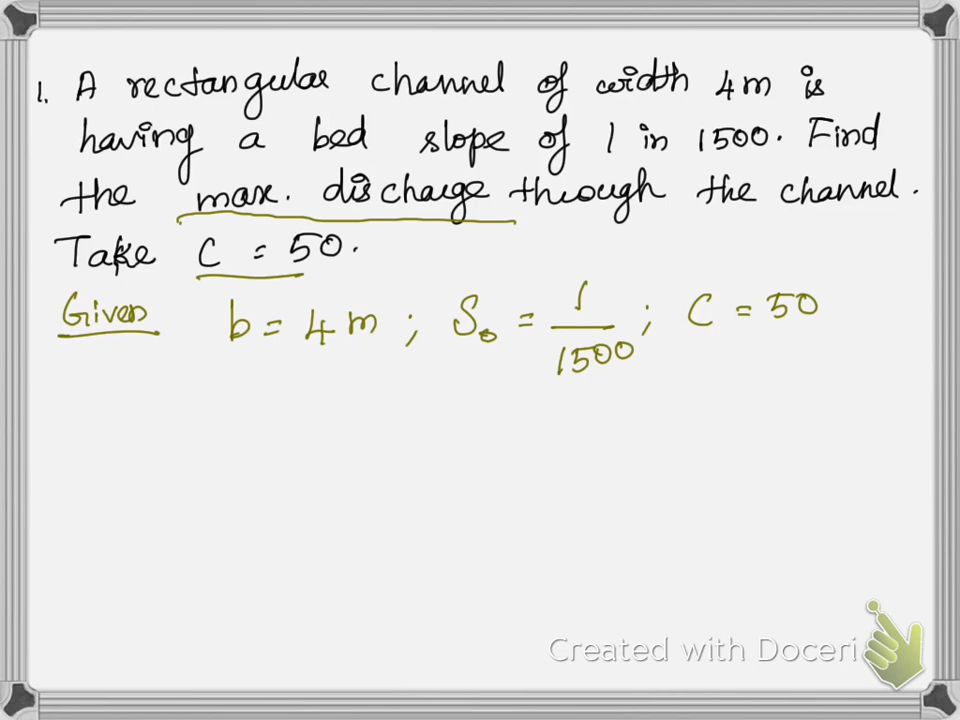 1. A rectangular channel of width 4m is
having a bed slope of 1 in 1500. Find
the max. discharge through the channel.
Take C = 50.
Given b = 4 m ; S₀ = 1/1500 ; C = 50
Created with Doceri